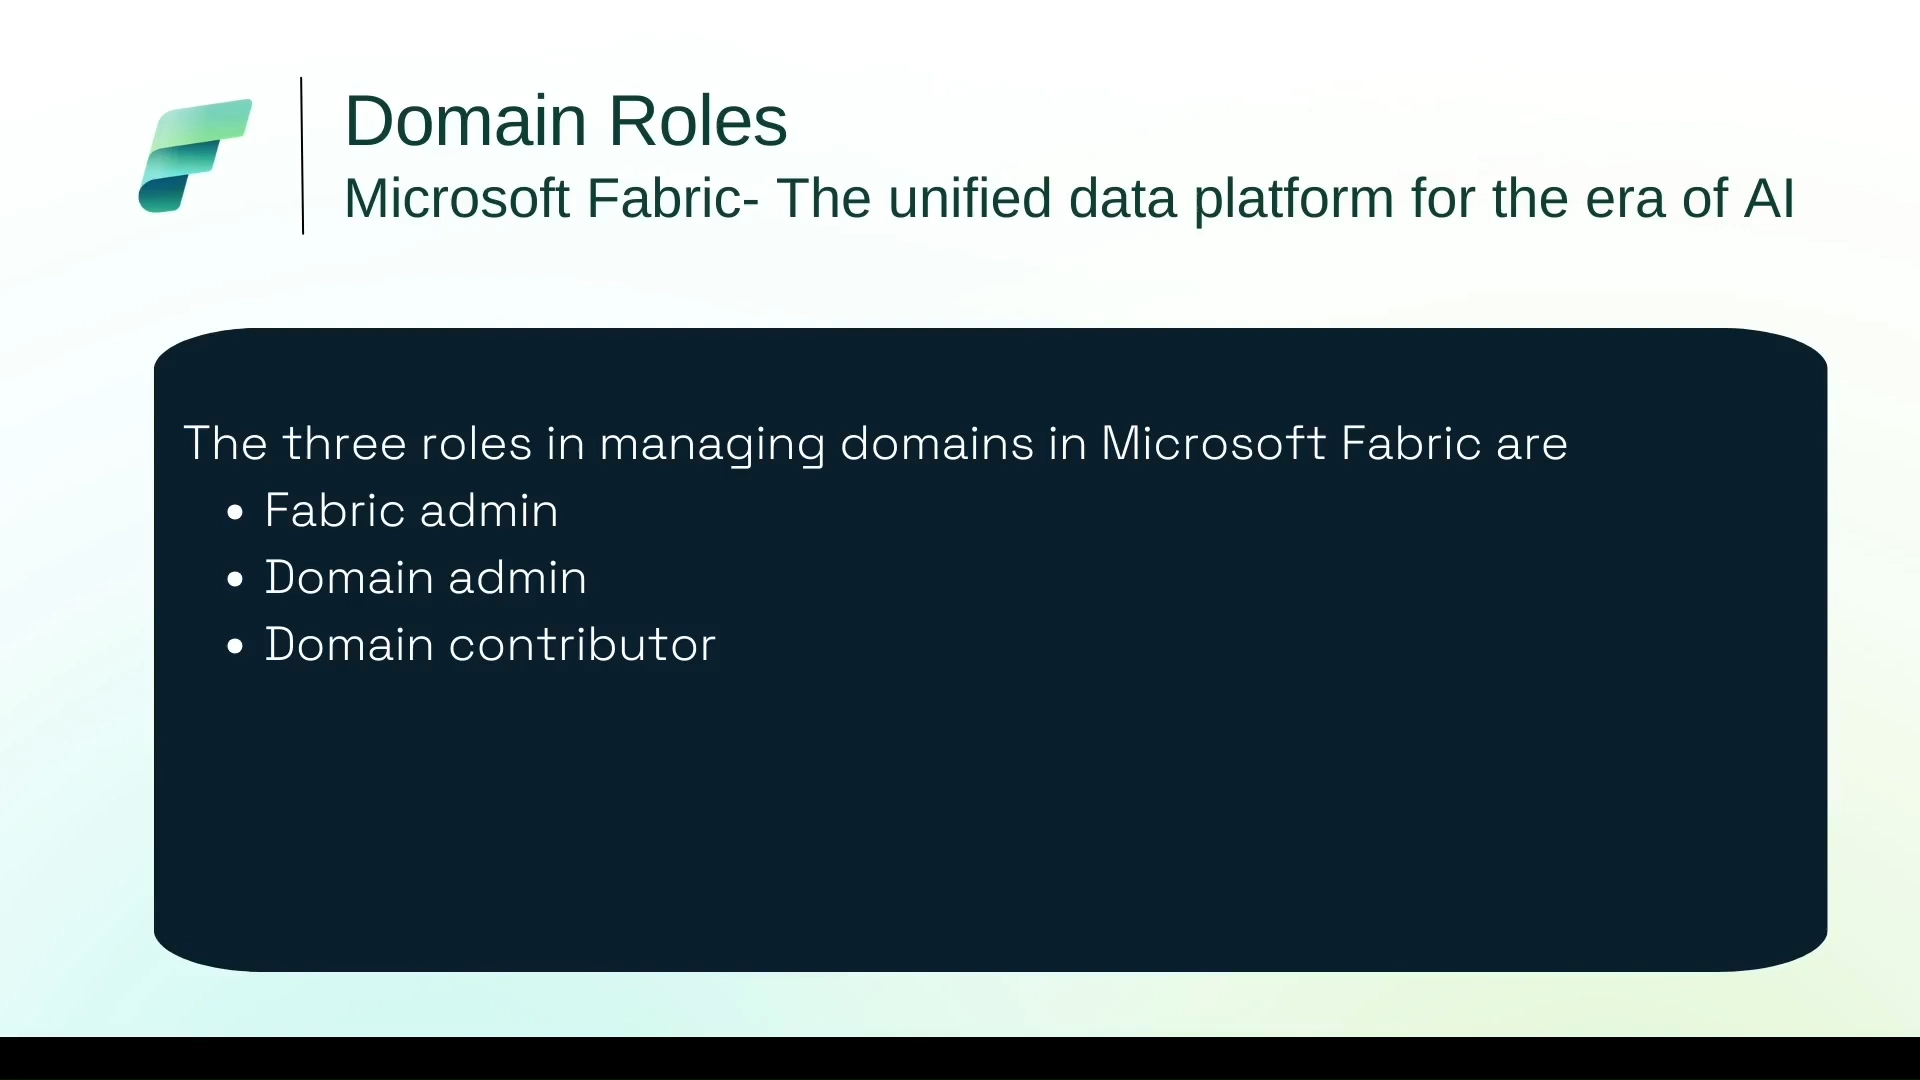 Domain Roles
Microsoft Fabric- The unified data platform for the era of AI
The three roles in managing domains in Microsoft Fabric are
• Fabric admin
• Domain admin
• Domain contributor